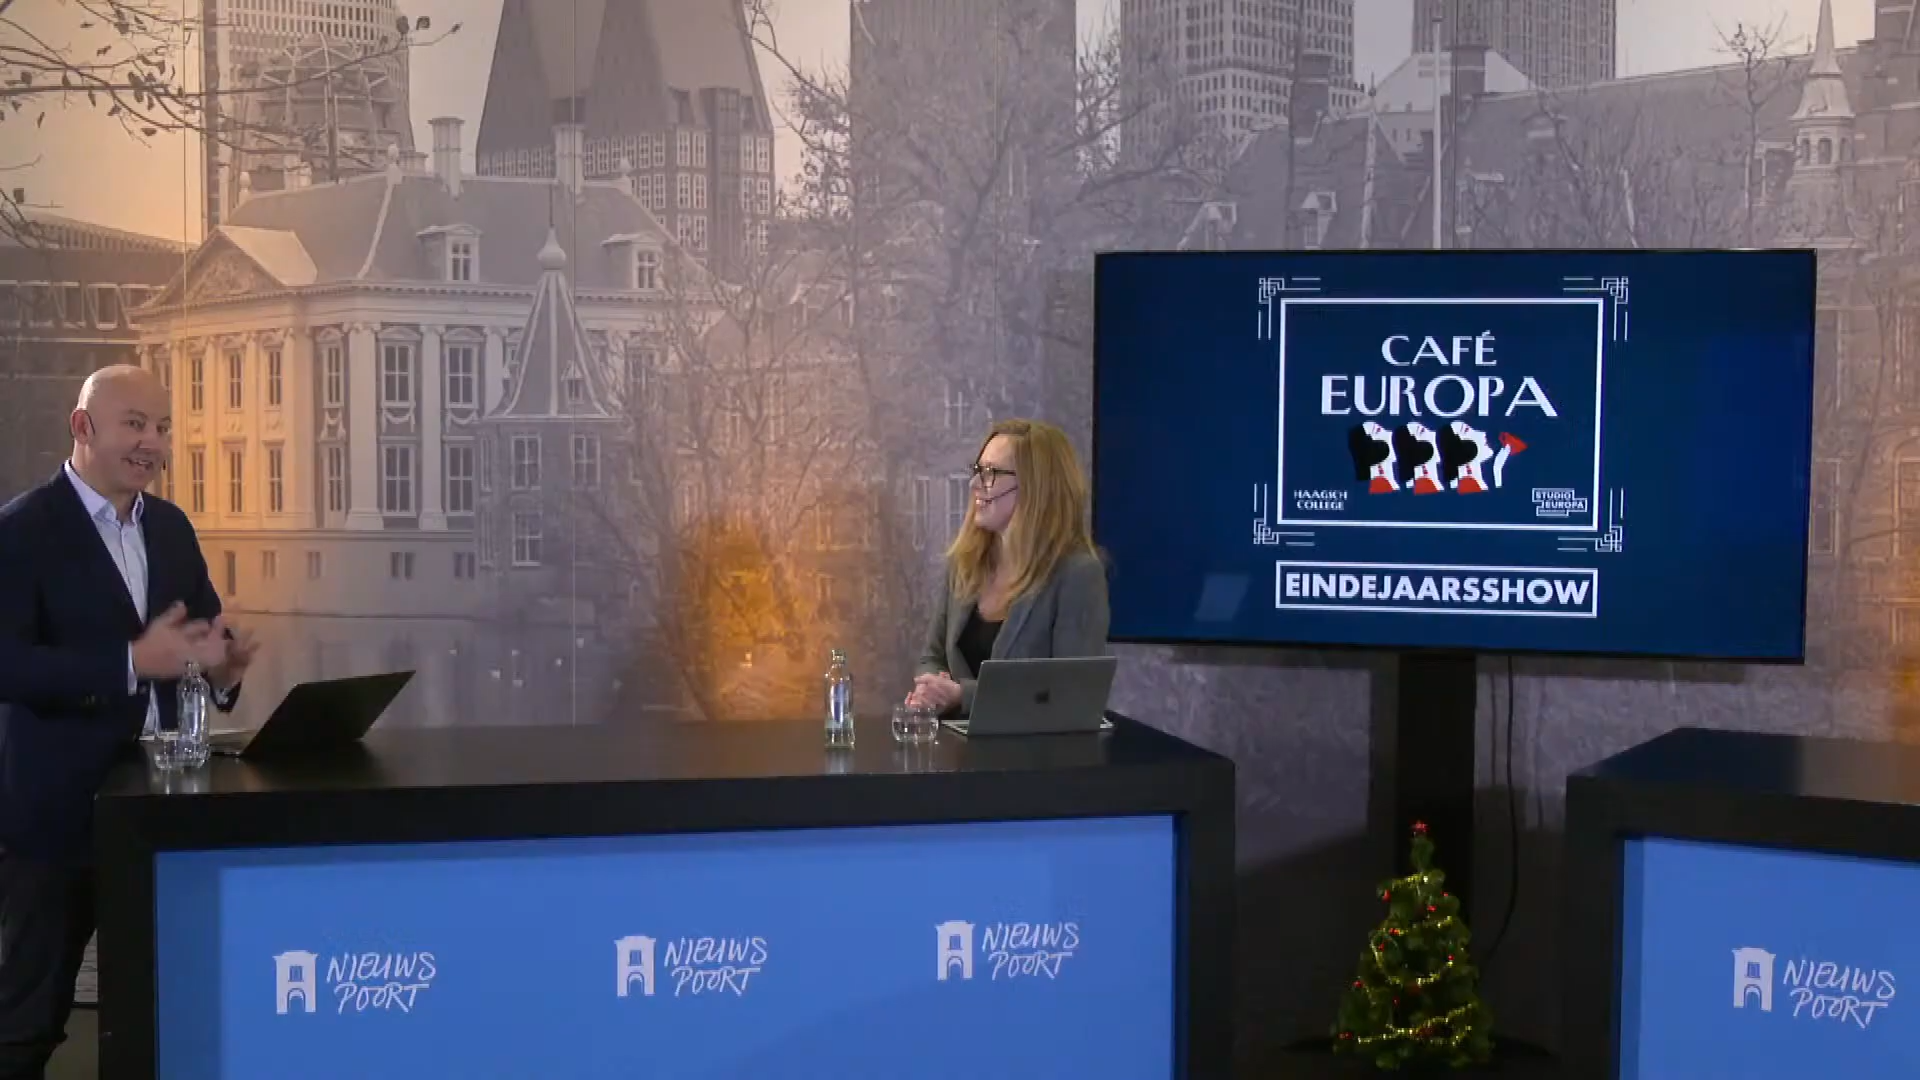 CAFÉ
EUROPA
HAAGSCH
COLLEGE
STUDIO
EUROPA
EINDEJAARSSHOW
NIEUWS
POORT
NIEUWS
POORT
NIEUWS
POORT
NIEUWS
POORT